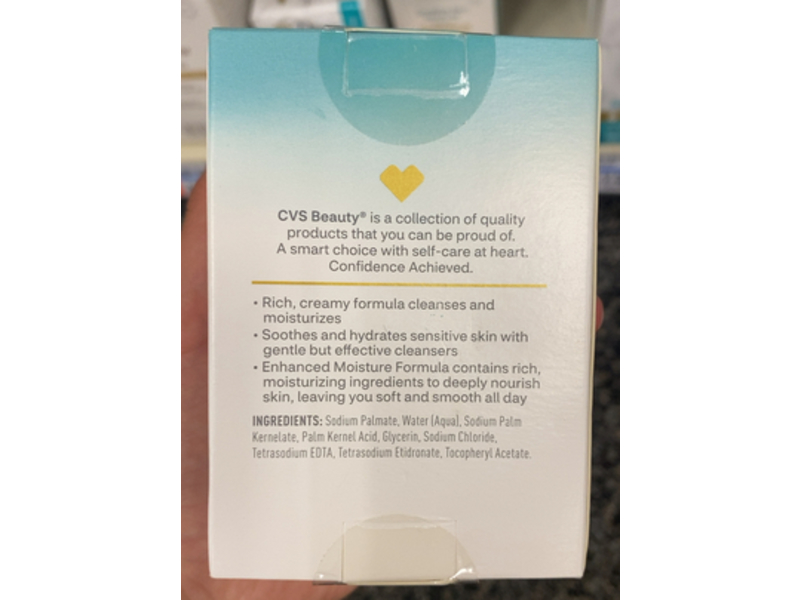 CVS Beauty® is a collection of quality
products that you can be proud of.
A smart choice with self-care at heart.
Confidence Achieved.
• Rich, creamy formula cleanses and
moisturizes
• Soothes and hydrates sensitive skin with
gentle but effective cleansers
• Enhanced Moisture Formula contains rich,
moisturizing ingredients to deeply nourish
skin, leaving you soft and smooth all day
INGREDIENTS: Sodium Palmate, Water (Aqua), Sodium Palm
Kernelate, Palm Kernel Acid, Glycerin, Sodium Chloride,
Tetrasodium EDTA, Tetrasodium Etidronate, Tocopheryl Acetate.